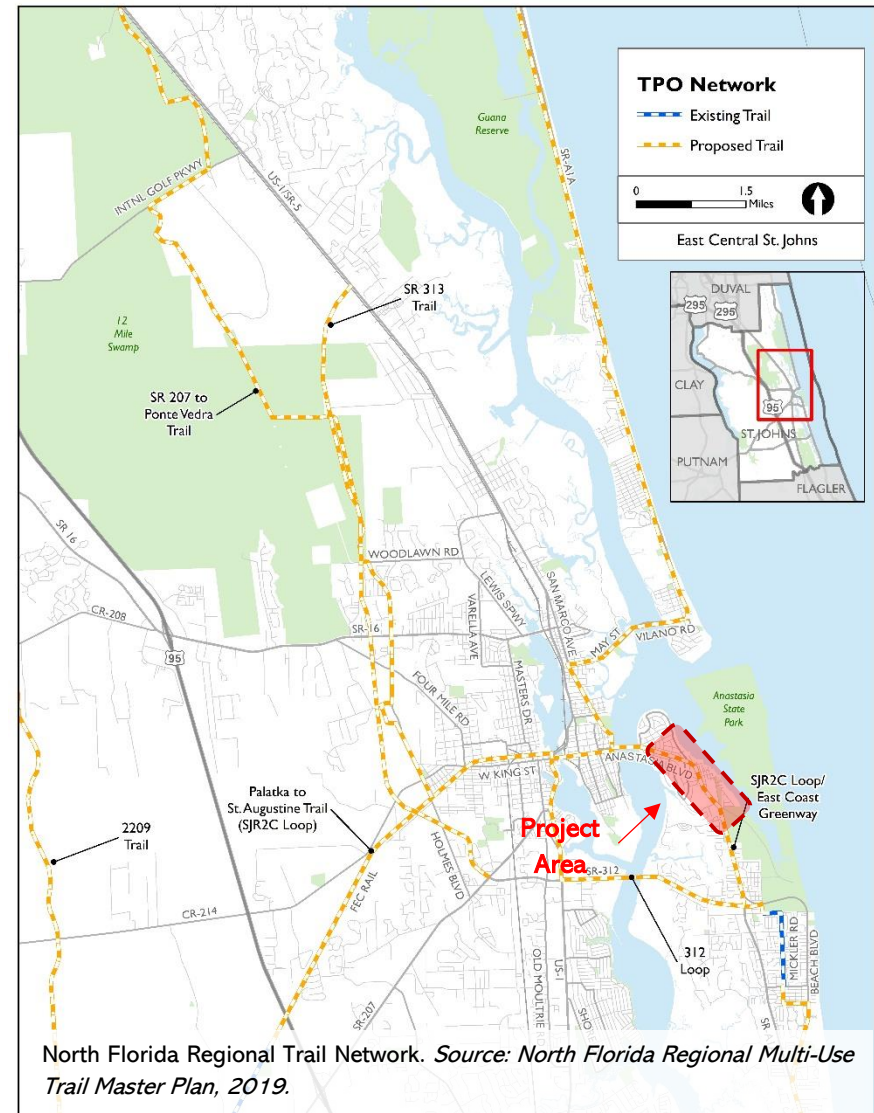 TPO Network
Existing Trail
Proposed Trail
0 1.5
Miles
East Central St. Johns
DUVAL
295
295
CLAY
95
ST. JOHNS
PUTNAM
FLAGLER
Guana
Reserve
SR-A1A
INTNL GOLF PKWY
US-1/SR-5
SR 313
Trail
12
Mile
Swamp
SR 207 to
Ponte Vedra
Trail
SR 16
WOODLAWN RD
CR-208
SR-16
95
VARELLA AVE
LEWIS SPWY
SAN MARCO AVE
MAY ST
VILANO RD
MASTERS DR
FOUR MILE RD
Anastasia
State
Park
W KING ST
ANASTASIA BLVD
SJR2C Loop/
East Coast
Greenway
Palatka to
St. Augustine Trail
(SJR2C Loop)
Project
Area
2209
Trail
HOLMES BLVD
SR-312
FEC RAIL
CR-214
312
Loop
MICKLER RD
BEACH BLVD
OLD MOULTRIE RD
US-1
SR-207
North Florida Regional Trail Network. Source: North Florida Regional Multi-Use
Trail Master Plan, 2019.